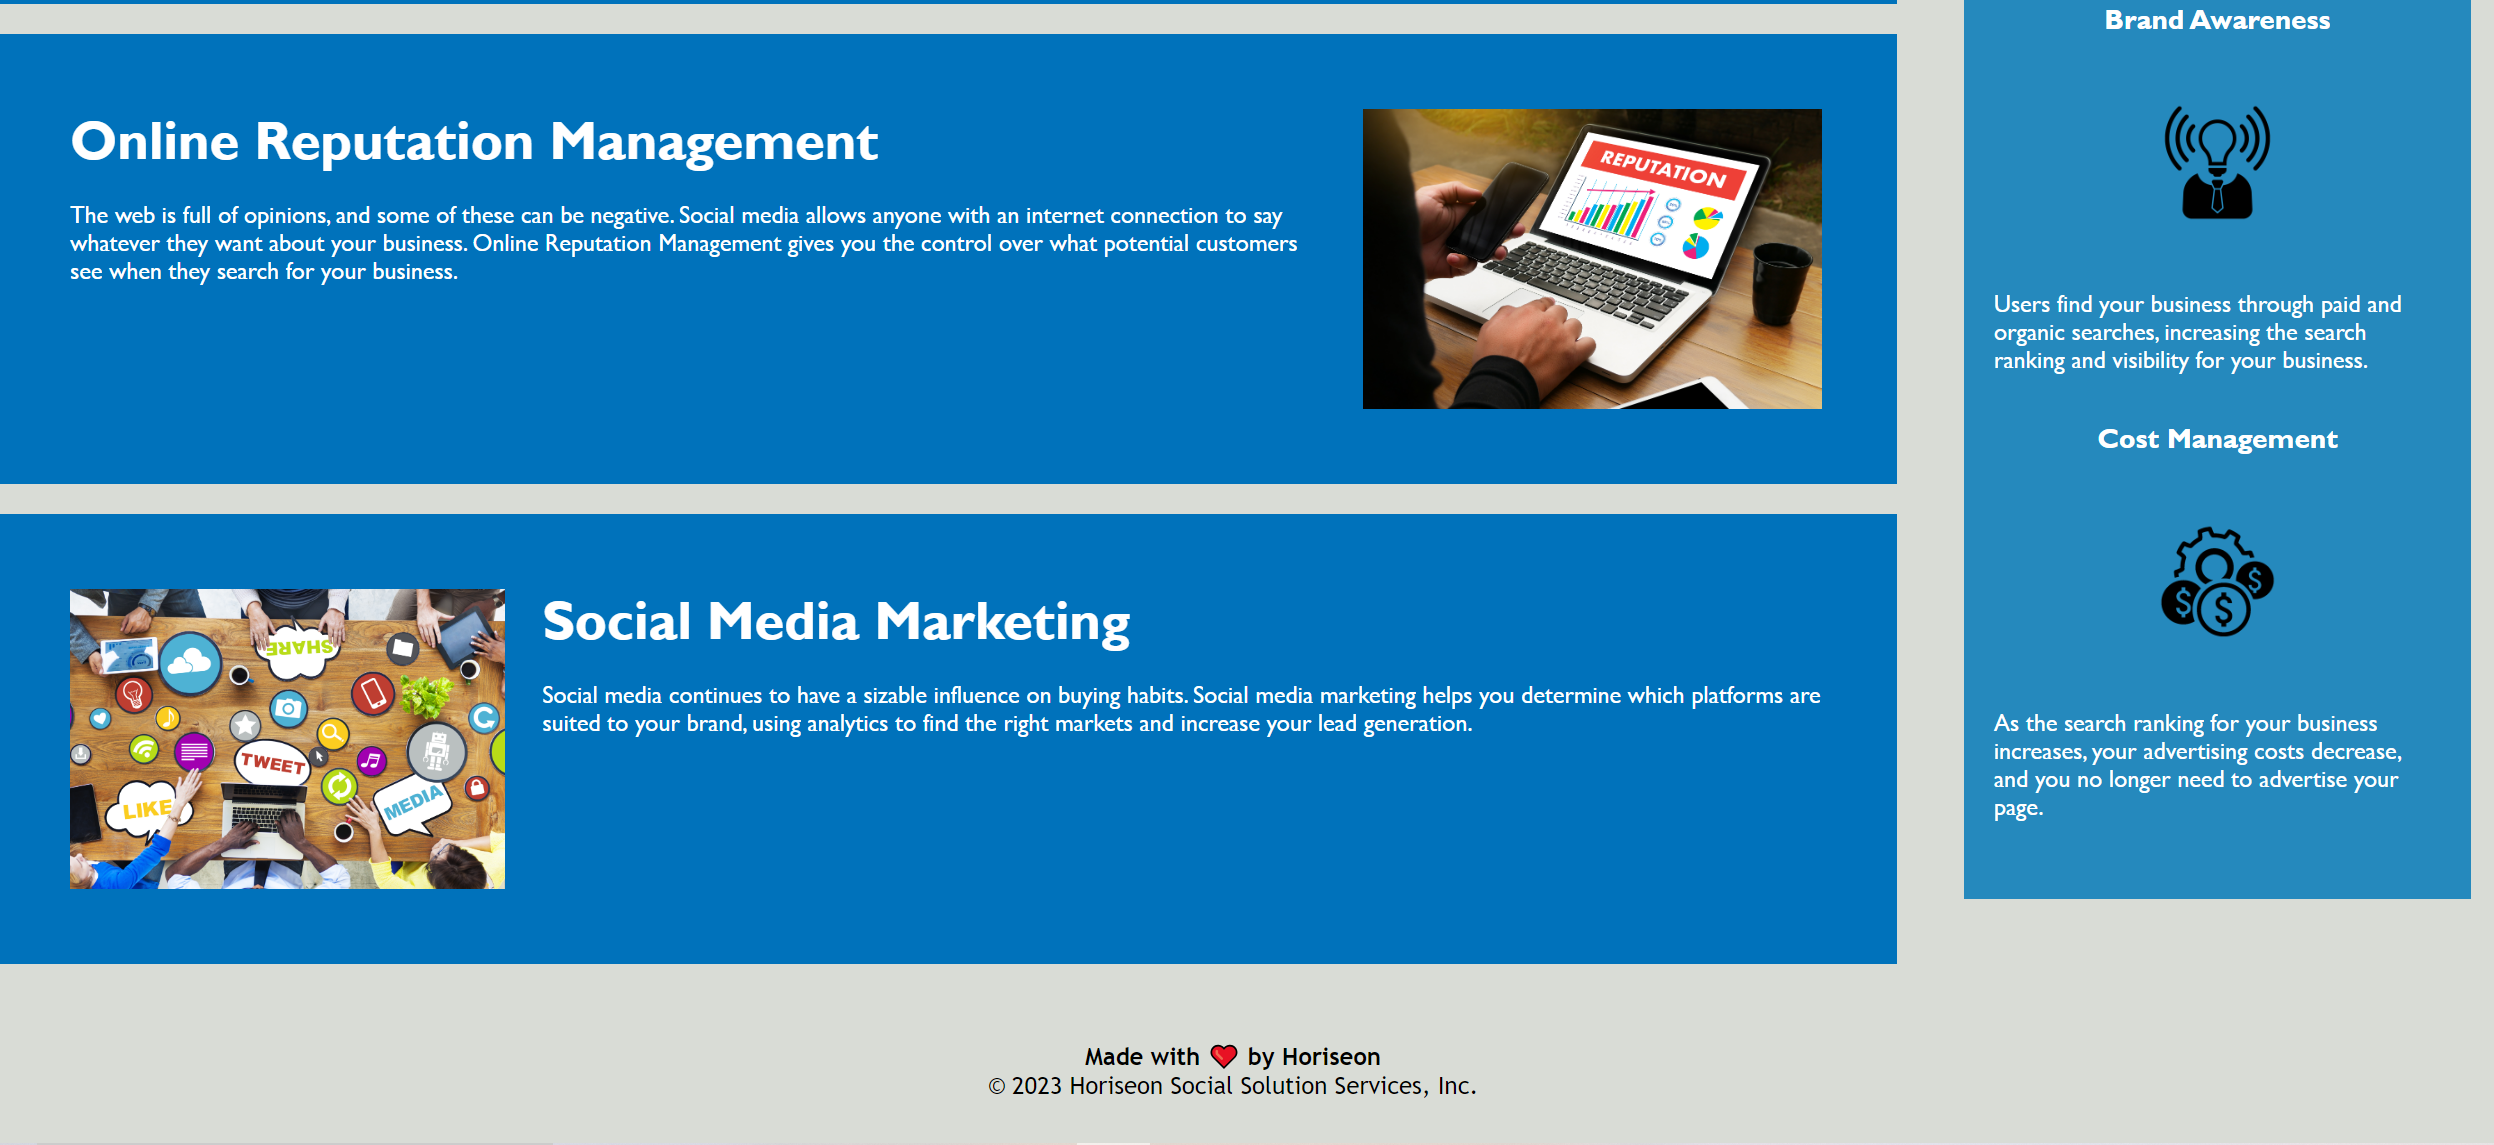 Online Reputation Management
The web is full of opinions, and some of these can be negative. Social media allows anyone with an internet connection to say
whatever they want about your business. Online Reputation Management gives you the control over what potential customers
see when they search for your business.
REPUTATION
Social Media Marketing
Social media continues to have a sizable influence on buying habits. Social media marketing helps you determine which platforms are
suited to your brand, using analytics to find the right markets and increase your lead generation.
SHARE
TWEET
LIKE
MEDIA
Brand Awareness
Users find your business through paid and
organic searches, increasing the search
ranking and visibility for your business.
Cost Management
$
$
$
As the search ranking for your business
increases, your advertising costs decrease,
and you no longer need to advertise your
page.
Made with ❤️ by Horiseon
© 2023 Horiseon Social Solution Services, Inc.